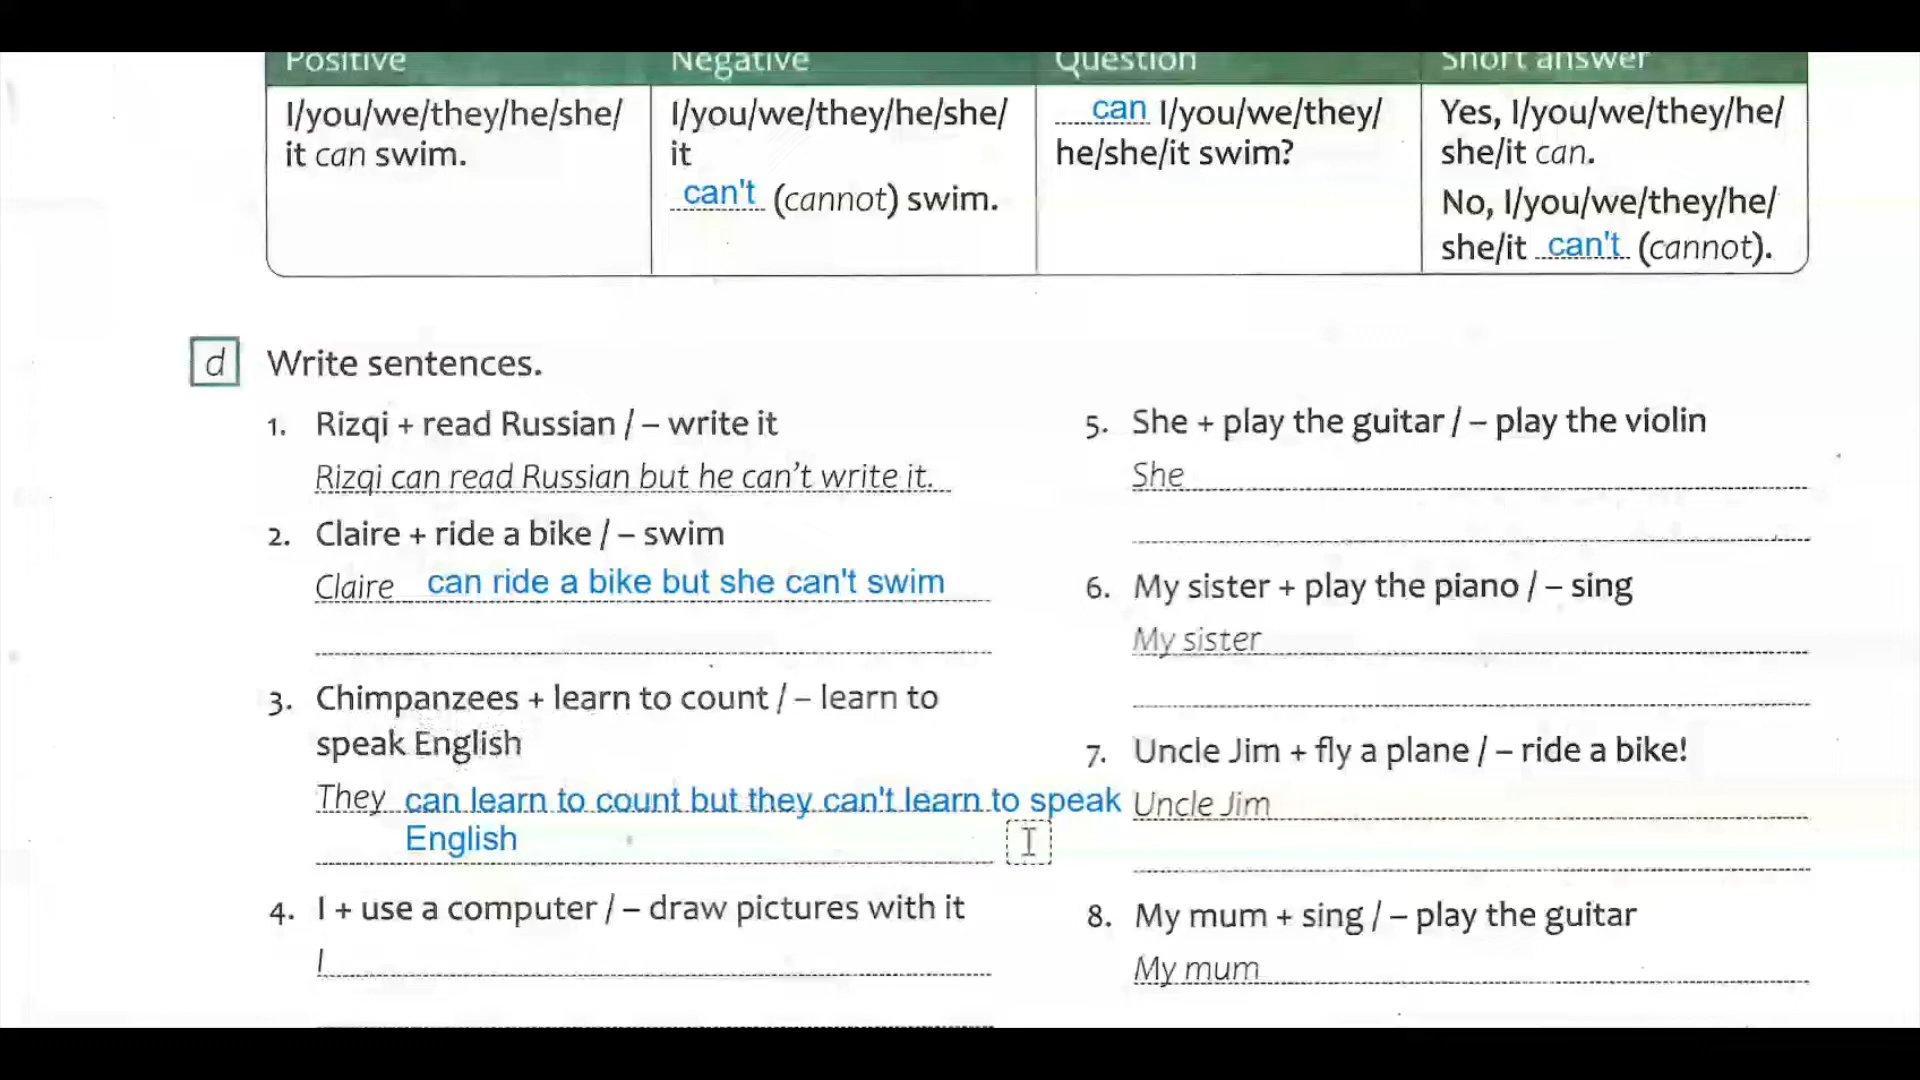 Positive
Negative
Question
Short answer
I/you/we/they/he/she/
it can swim.
I/you/we/they/he/she/
it
can't (cannot) swim.
can I/you/we/they/
he/she/it swim?
Yes, I/you/we/they/he/
she/it can.
No, I/you/we/they/he/
she/it can't (cannot).
d Write sentences.
1. Rizqi + read Russian / – write it
Rizqi can read Russian but he can't write it.
2. Claire + ride a bike / – swim
Claire can ride a bike but she can't swim
3. Chimpanzees + learn to count / – learn to
speak English
They can learn to count but they can't learn to speak
English
4. I + use a computer / – draw pictures with it
I
5. She + play the guitar / – play the violin
She
6. My sister + play the piano / – sing
My sister
7. Uncle Jim + fly a plane / – ride a bike!
Uncle Jim
8. My mum + sing / – play the guitar
My mum